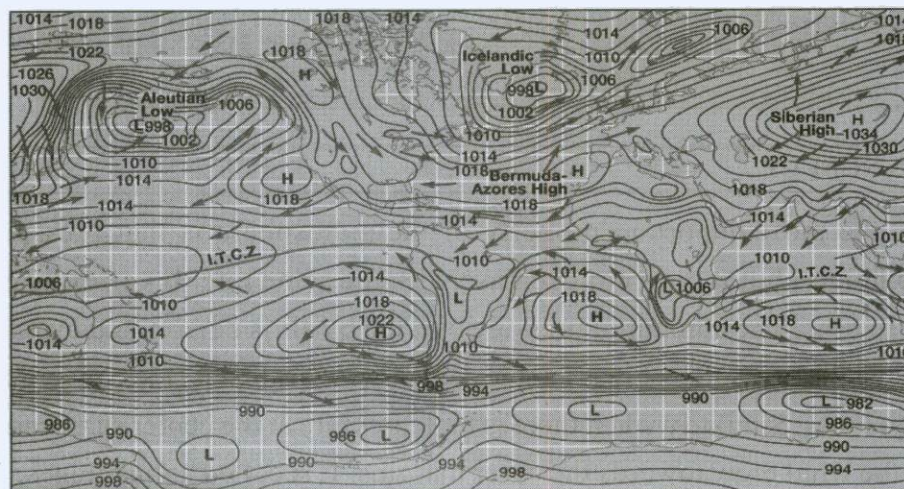 1014 1014 1018 1014 1014 1006 1014
1018
1022 1018 Icelandic Low 1006 1018
1026 H
1030 Aleutian Low 1006 998 L
L 998 1002 Siberian High H 1034
1002 1010 1030
1010 1014 1022
1014 H 1018 Bermuda-Azores High H
1018 1018 1018 1018
1014 1014 1014 1014
1010 1010
I.T.C.Z. 1010 1010 I.T.C.Z.
1006 1014 1014 L 1006
1010 1018 L 1018 1014 1018 H
1014 1014 1022 H H
1010 1010 1010
998 994
990 990 990 L 982
986 L 986
990 986 L 990
L 990 994 994
994 998
998